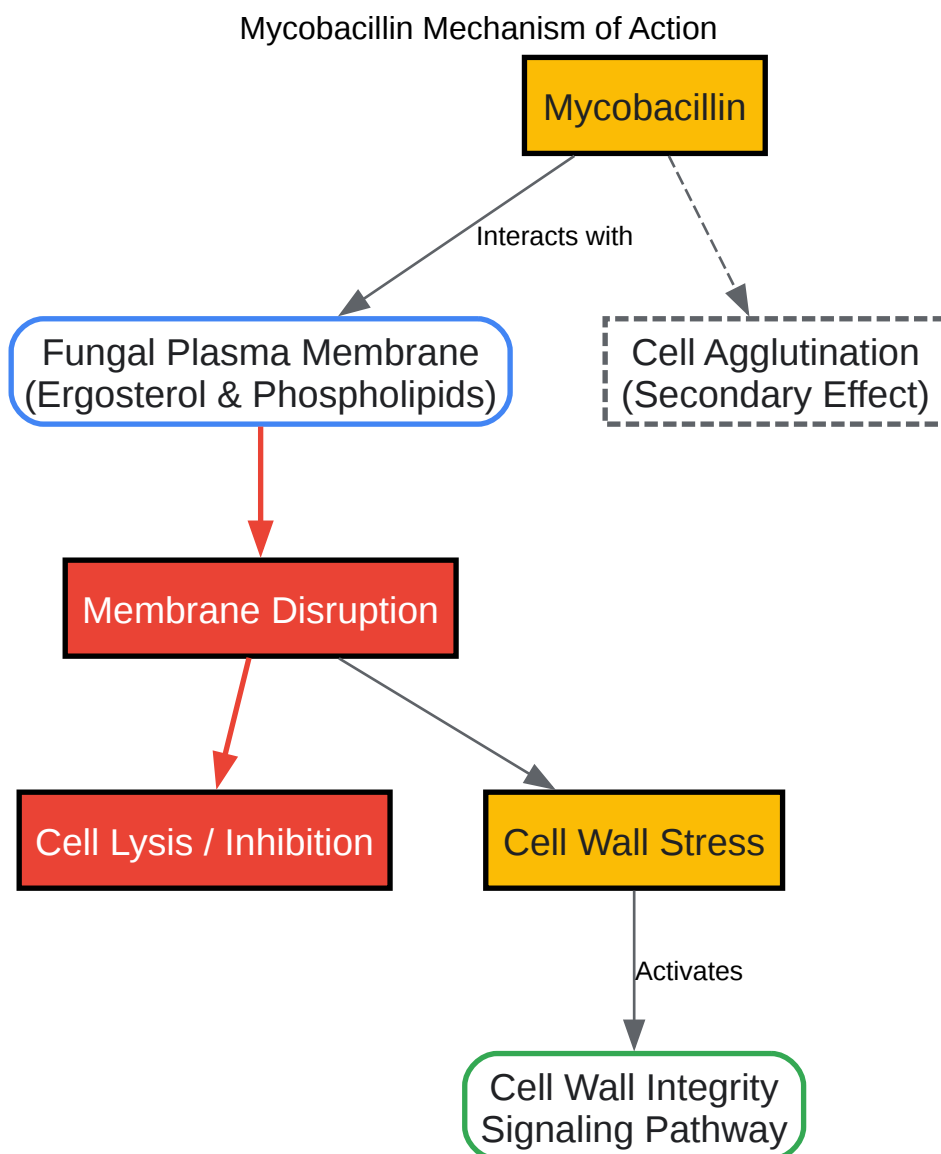 Mycobacillin Mechanism of Action
Mycobacillin
Interacts with
Fungal Plasma Membrane
(Ergosterol & Phospholipids)
Cell Agglutination
(Secondary Effect)
Membrane Disruption
Cell Lysis / Inhibition
Cell Wall Stress
Activates
Cell Wall Integrity
Signaling Pathway